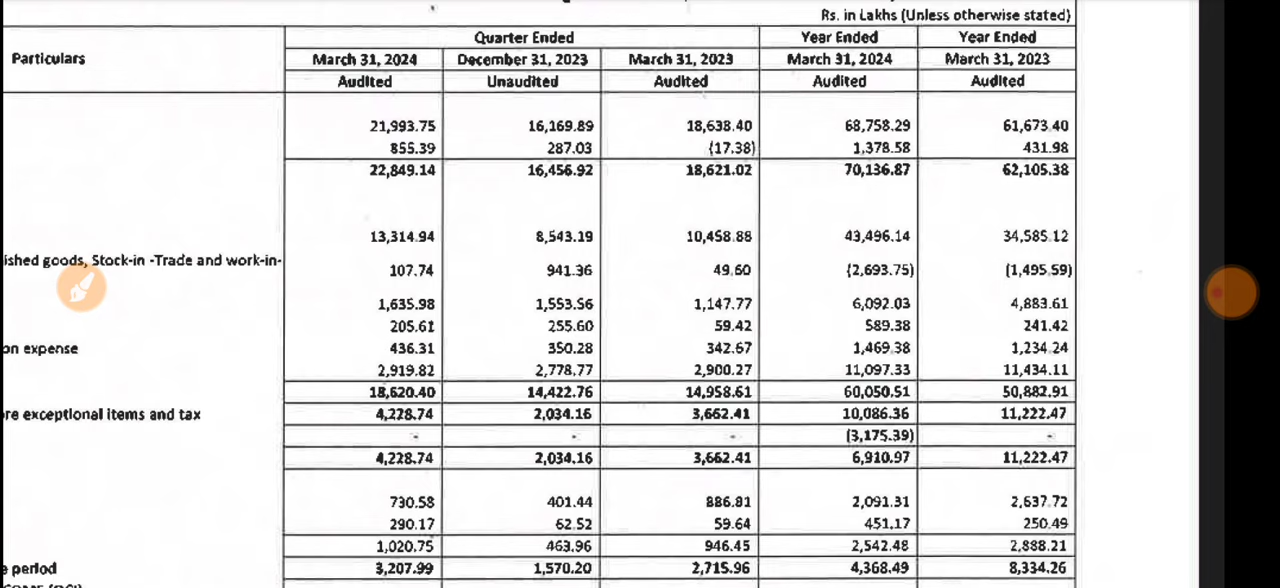 Rs. in Lakhs (Unless otherwise stated)
Quarter Ended Year Ended Year Ended
Particulars March 31, 2024 December 31, 2023 March 31, 2023 March 31, 2024 March 31, 2023
Audited Unaudited Audited Audited Audited
21,993.75 16,169.89 18,638.40 68,758.29 61,673.40
855.39 287.03 (17.38) 1,378.58 431.98
22,849.14 16,456.92 18,621.02 70,136.87 62,105.38
13,314.94 8,543.19 10,458.88 43,496.14 34,585.12
ished goods, Stock-in -Trade and work-in-
107.74 941.36 49.60 (2,693.75) (1,495.59)
1,635.98 1,553.56 1,147.77 6,092.03 4,883.61
205.61 255.60 59.42 589.38 241.42
on expense 436.31 350.28 342.67 1,469.38 1,234.24
2,919.82 2,778.77 2,900.27 11,097.33 11,434.11
18,620.40 14,422.76 14,958.61 60,050.51 50,882.91
re exceptional items and tax 4,228.74 2,034.16 3,662.41 10,086.36 11,222.47
- - - (3,175.39) -
4,228.74 2,034.16 3,662.41 6,910.97 11,222.47
730.58 401.44 886.81 2,091.31 2,637.72
290.17 62.52 59.64 451.17 250.49
1,020.75 463.96 946.45 2,542.48 2,888.21
e period 3,207.99 1,570.20 2,715.96 4,368.49 8,334.26